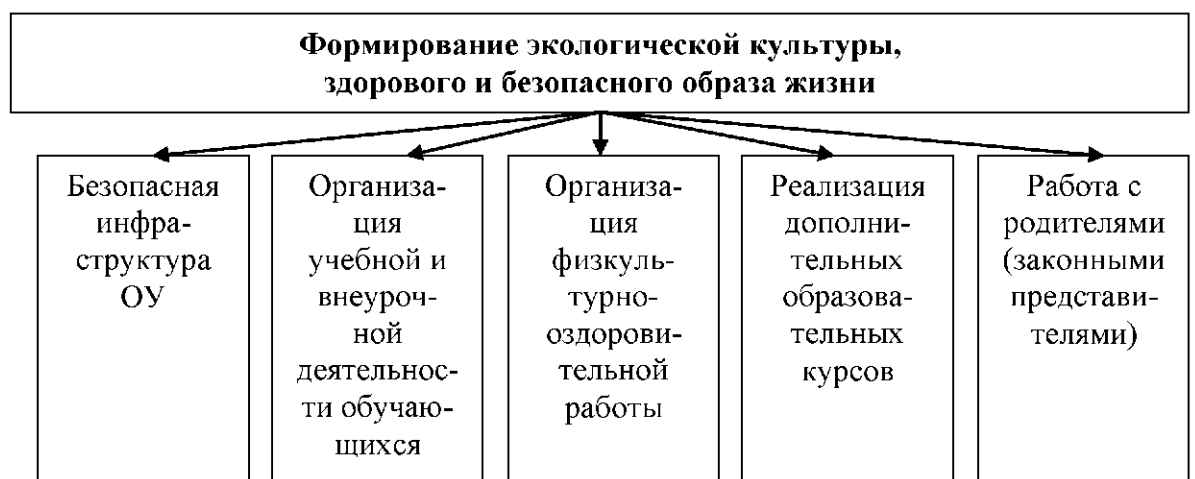 Формирование экологической культуры,
здорового и безопасного образа жизни
Безопасная
инфра-
структура
ОУ
Организа-
ция
учебной и
внеуроч-
ной
деятельнос-
ти обучаю-
щихся
Организа-
ция
физкуль-
турно-
оздорови-
тельной
работы
Реализация
дополни-
тельных
образова-
тельных
курсов
Работа с
родителями
(законными
представи-
телями)